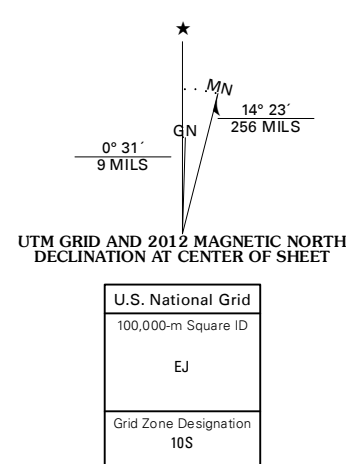 ★
MN
14° 23´
256 MILS
GN
0° 31´
9 MILS
UTM GRID AND 2012 MAGNETIC NORTH
DECLINATION AT CENTER OF SHEET
U.S. National Grid
100,000-m Square ID
EJ
Grid Zone Designation
10S